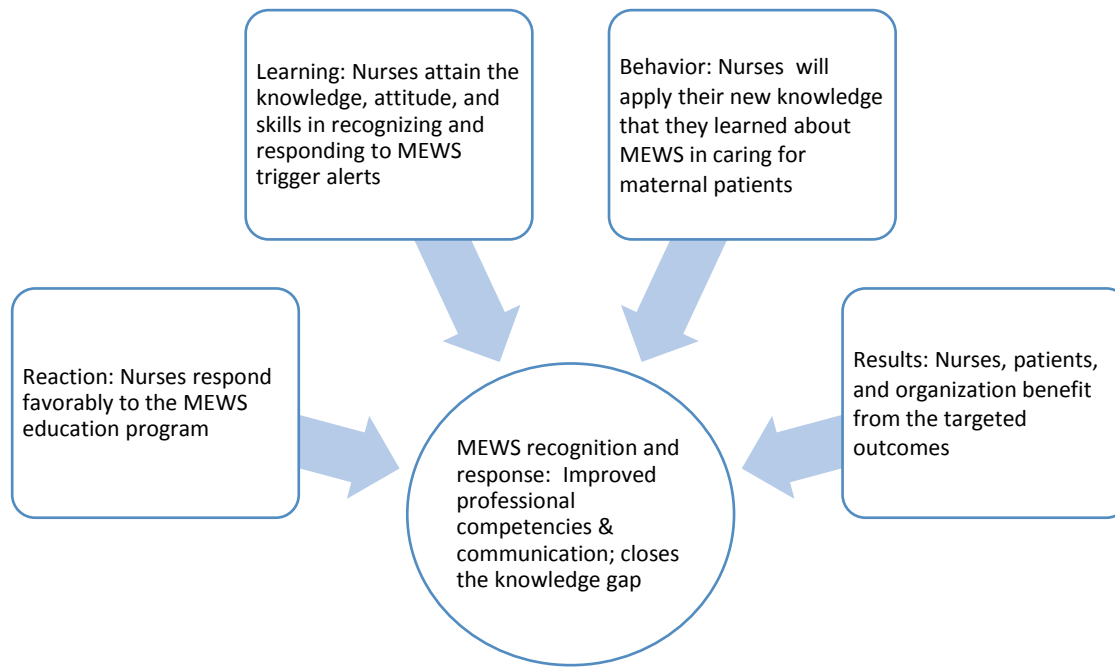 Learning: Nurses attain the
knowledge, attitude, and
skills in recognizing and
responding to MEWS
trigger alerts
Behavior: Nurses will
apply their new knowledge
that they learned about
MEWS in caring for
maternal patients
Reaction: Nurses respond
favorably to the MEWS
education program
Results: Nurses, patients,
and organization benefit
from the targeted
outcomes
MEWS recognition and
response: Improved
professional
competencies &
communication; closes
the knowledge gap